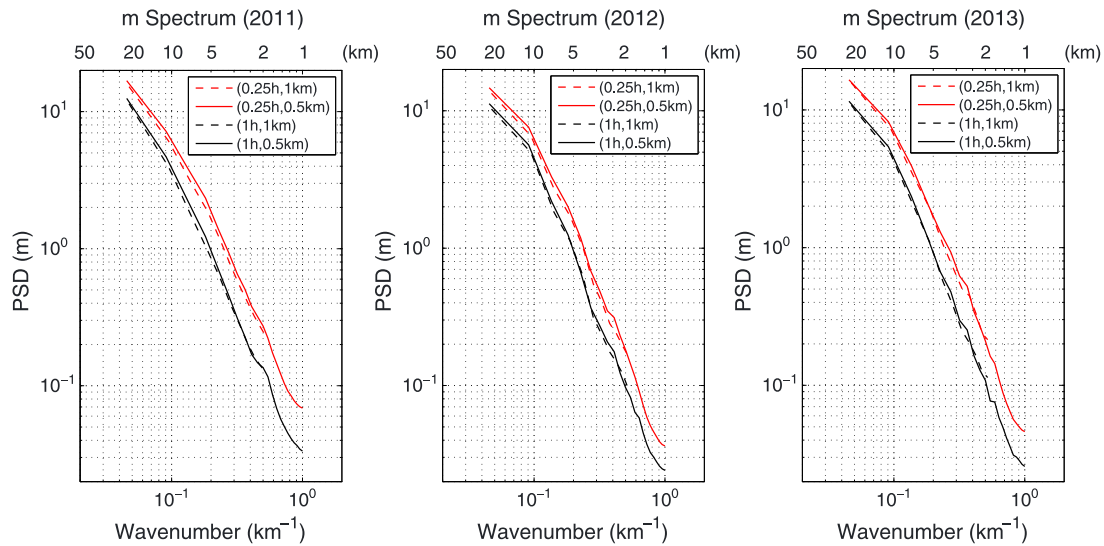 m Spectrum (2011)
50 20 10 5 2 1 (km)
(0.25h,1km)
(0.25h,0.5km)
(1h,1km)
(1h,0.5km)
10^1
10^0
10^-1
PSD (m)
10^-1 10^0
Wavenumber (km^-1)
m Spectrum (2012)
50 20 10 5 2 1 (km)
(0.25h,1km)
(0.25h,0.5km)
(1h,1km)
(1h,0.5km)
10^1
10^0
10^-1
PSD (m)
10^-1 10^0
Wavenumber (km^-1)
m Spectrum (2013)
50 20 10 5 2 1 (km)
(0.25h,1km)
(0.25h,0.5km)
(1h,1km)
(1h,0.5km)
10^1
10^0
10^-1
PSD (m)
10^-1 10^0
Wavenumber (km^-1)